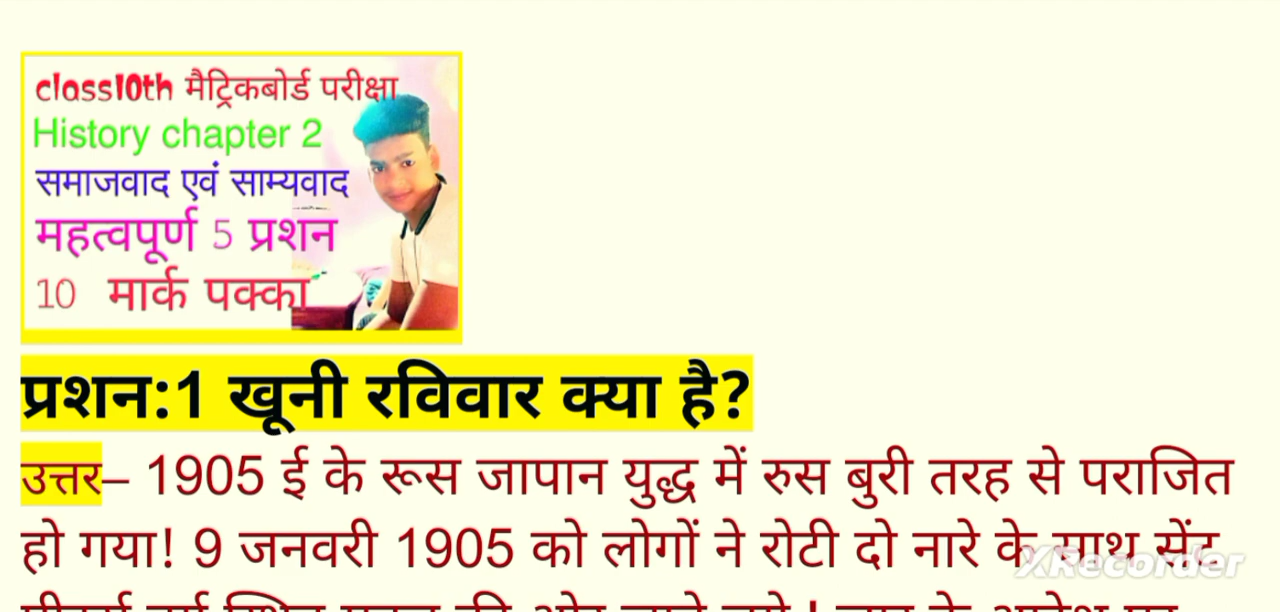 class10th मैट्रिकबोर्ड परीक्षा
History chapter 2
समाजवाद एवं साम्यवाद
महत्वपूर्ण 5 प्रशन
10 मार्क पक्का
प्रशन:1 खूनी रविवार क्या है?
उत्तर– 1905 ई के रूस जापान युद्ध में रुस बुरी तरह से पराजित
हो गया! 9 जनवरी 1905 को लोगों ने रोटी दो नारे के साथ सेंट
XRecorder